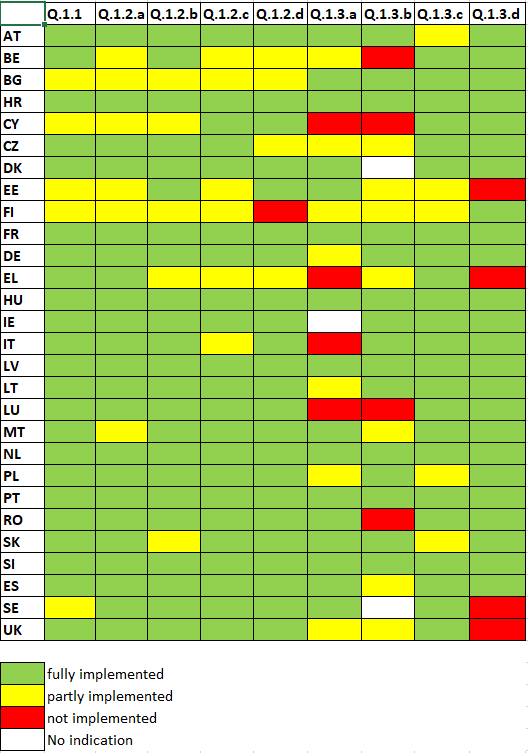 Q.1.1 Q.1.2.a Q.1.2.b Q.1.2.c Q.1.2.d Q.1.3.a Q.1.3.b Q.1.3.c Q.1.3.d
AT
BE
BG
HR
CY
CZ
DK
EE
FI
FR
DE
EL
HU
IE
IT
LV
LT
LU
MT
NL
PL
PT
RO
SK
SI
ES
SE
UK
fully implemented
partly implemented
not implemented
No indication